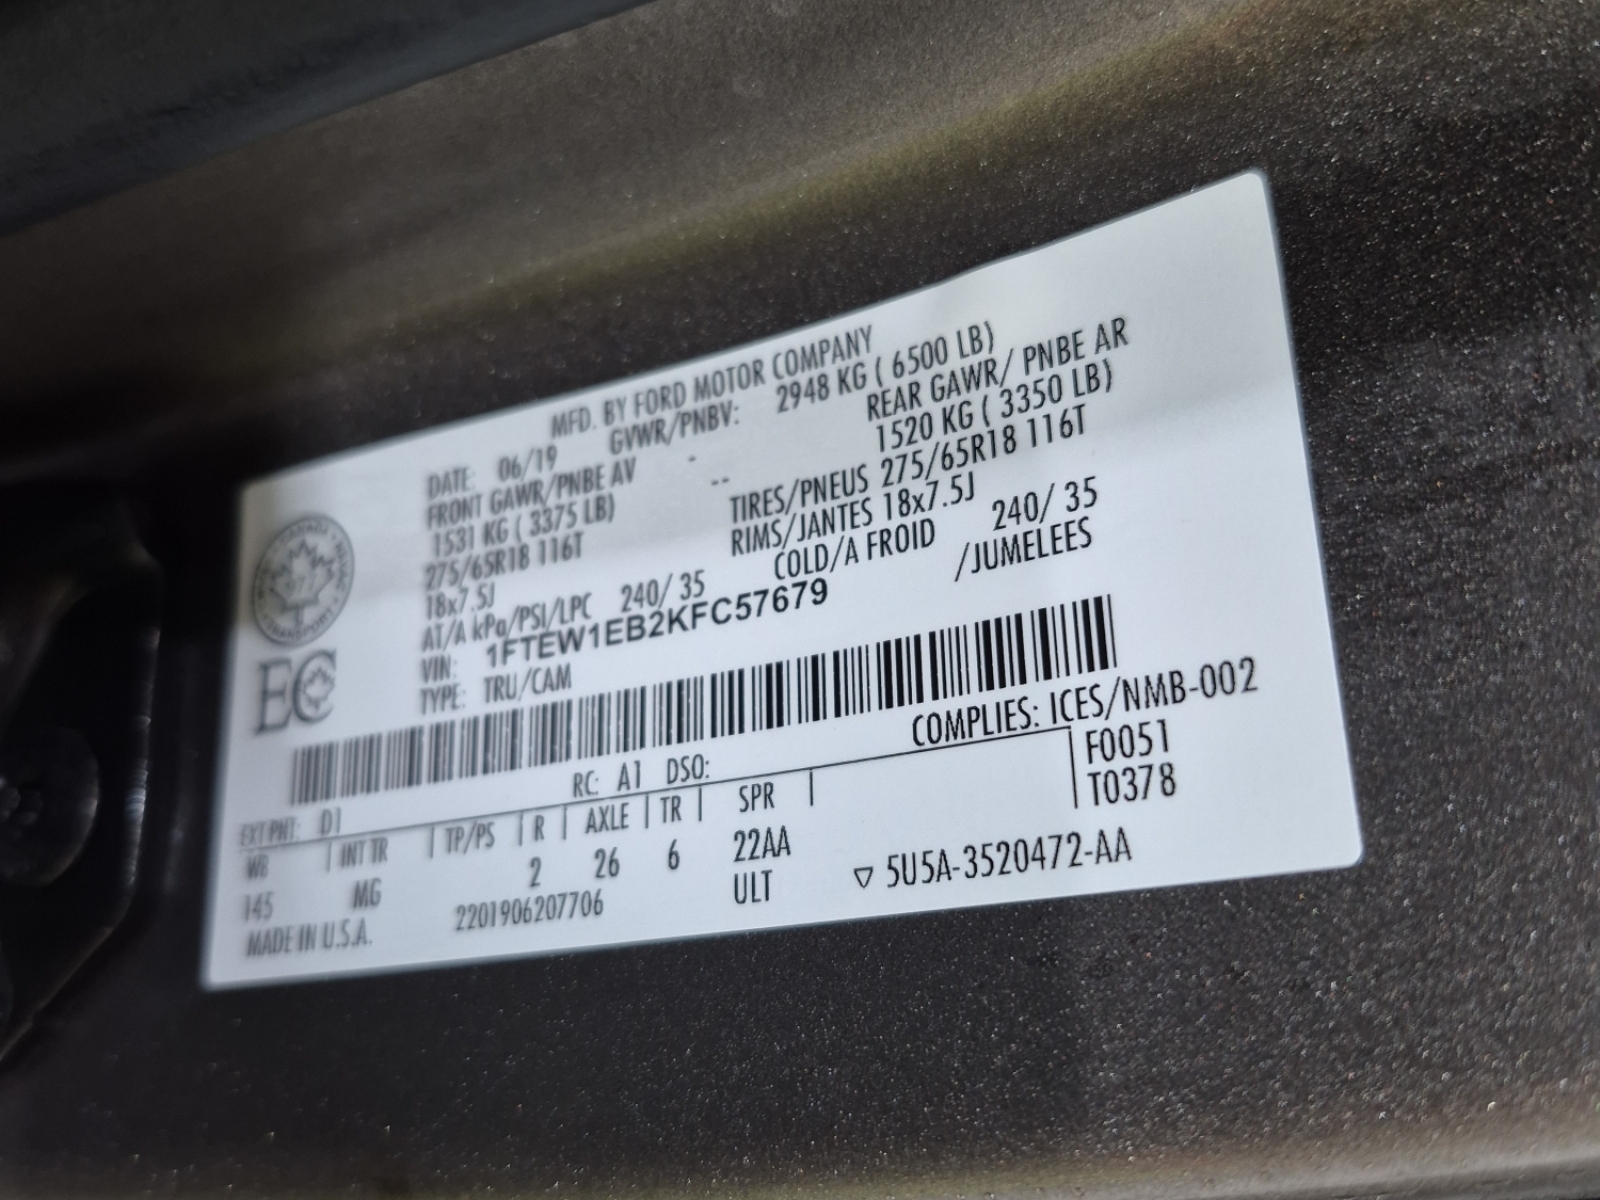 MFD. BY FORD MOTOR COMPANY
DATE: 06/19 GVWR/PNBV: 2948 KG ( 6500 LB)
FRONT GAWR/PNBE AV - REAR GAWR/ PNBE AR
1531 KG ( 3375 LB) -- 1520 KG ( 3350 LB)
275/65R18 116T TIRES/PNEUS 275/65R18 116T
18x7.5J RIMS/JANTES 18x7.5J
AT/A kPa/PSI/LPC 240/ 35 COLD/A FROID 240/ 35
VIN: 1FTEW1EB2KFC57679 /JUMELEES
TYPE: TRU/CAM
EC
COMPLIES: ICES/NMB-002
EXT PNT: D1 RC: A1 DSO: F0051
WB INT TR TP/PS R AXLE TR SPR T0378
145 MG 2 26 6 22AA
ULT
MADE IN U.S.A. 2201906207706 5U5A-3520472-AA